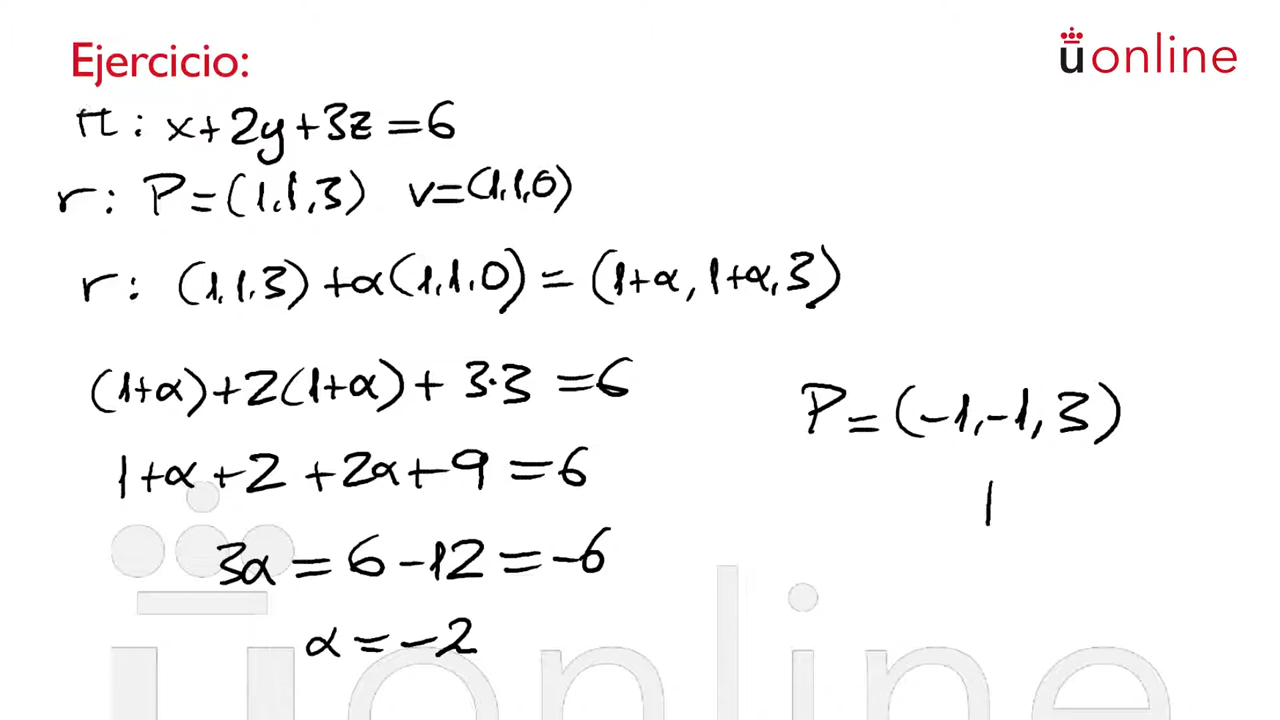 Ejercicio:
ūonline
π: x+2y+3z=6
r: P=(1,1,3) v=(1,1,0)
r: (1,1,3)+α(1,1,0)=(1+α,1+α,3)
(1+α)+2(1+α)+3·3=6
1+α+2+2α+9=6
3α=6-12=-6
α=-2
P=(-1,-1,3)
|
ūonline